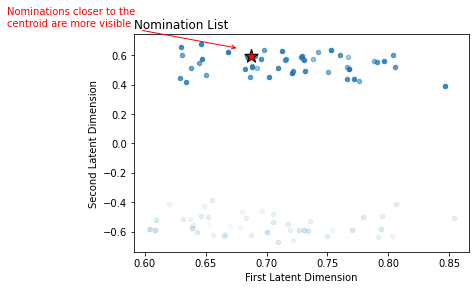 Nominations closer to the
centroid are more visible
Nomination List
Second Latent Dimension
0.6
0.4
0.2
0.0
−0.2
−0.4
−0.6
0.60
0.65
0.70
0.75
0.80
0.85
First Latent Dimension